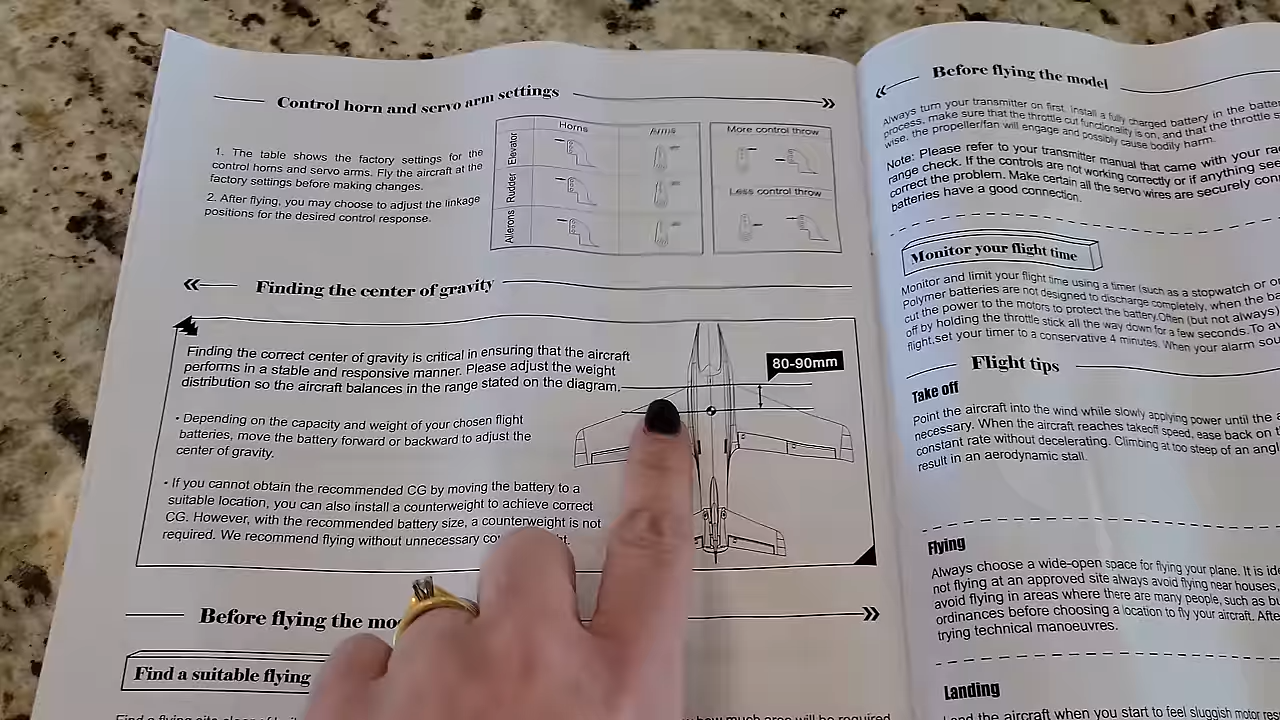 Control horn and servo arm settings
1. The table shows the factory settings for the
control horns and servo arms. Fly the aircraft at the
factory settings before making changes.
2. After flying, you may choose to adjust the linkage
positions for the desired control response.
Horns Arms
Elevator
Rudder
Ailerons
More control throw
Less control throw
Finding the center of gravity
Finding the correct center of gravity is critical in ensuring that the aircraft
performs in a stable and responsive manner. Please adjust the weight
distribution so the aircraft balances in the range stated on the diagram.
• Depending on the capacity and weight of your chosen flight
batteries, move the battery forward or backward to adjust the
center of gravity.
• If you cannot obtain the recommended CG by moving the battery to a
suitable location, you can also install a counterweight to achieve correct
CG. However, with the recommended battery size, a counterweight is not
required. We recommend flying without unnecessary
80-90mm
Before flying the
Find a suitable flying
Before flying the model
Always turn your transmitter on first. Install a fully charged battery in the
process, make sure that the throttle cut functionality is on, and that the throttle
wise, the propeller/fan will engage and possibly cause bodily harm.
Note: Please refer to your transmitter manual that came with your
range check. If the controls are not working correctly or if anything
correct the problem. Make certain all the servo wires are securely
batteries have a good connection.
Monitor your flight time
Monitor and limit your flight time using a timer (such as a stopwatch or
Polymer batteries are not designed to discharge completely, when the
cut the power to the motors to protect the battery.Often (but not always)
off by holding the throttle stick all the way down for a few seconds. To
flight,set your timer to a conservative 4 minutes. When your alarm
Flight tips
Take off
Point the aircraft into the wind while slowly applying power until the
necessary. When the aircraft reaches takeoff speed, ease back on
constant rate without decelerating. Climbing at too steep of an
result in an aerodynamic stall.
Flying
Always choose a wide-open space for flying your plane. It is
not flying at an approved site always avoid flying near houses,
avoid flying in areas where there are many people, such as
ordinances before choosing a location to fly your aircraft.
trying technical manoeuvres.
Landing
Land the aircraft when you start to feel sluggish motor